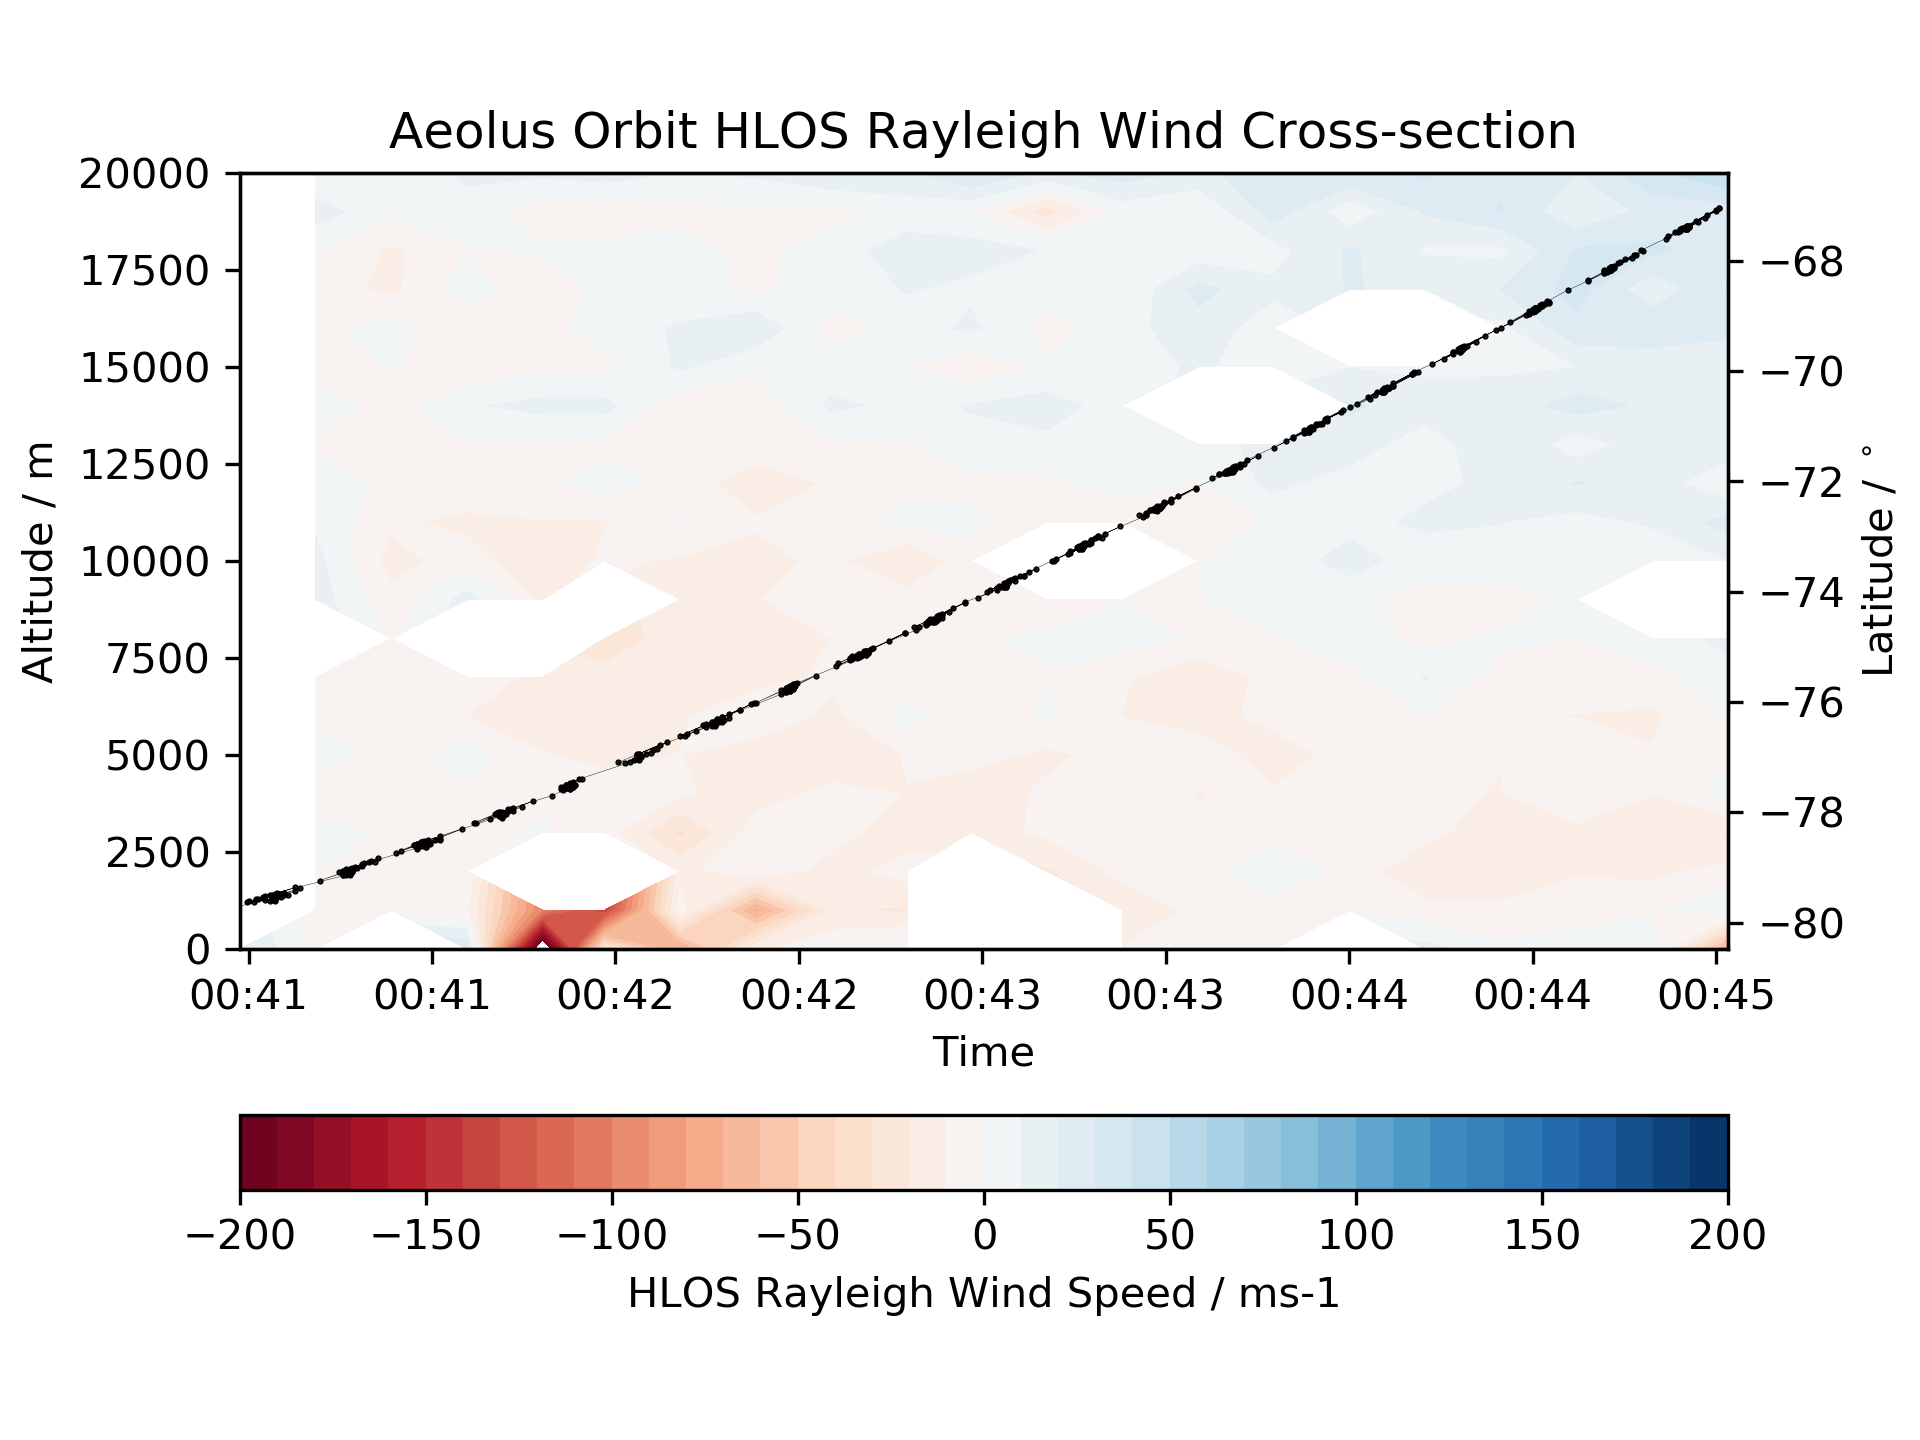 Aeolus Orbit HLOS Rayleigh Wind Cross-section
20000
17500
15000
12500
10000
7500
5000
2500
0
Altitude / m
−68
−70
−72
−74
−76
−78
−80
Latitude / °
00:41 00:41 00:42 00:42 00:43 00:43 00:44 00:44 00:45
Time
−200 −150 −100 −50 0 50 100 150 200
HLOS Rayleigh Wind Speed / ms-1